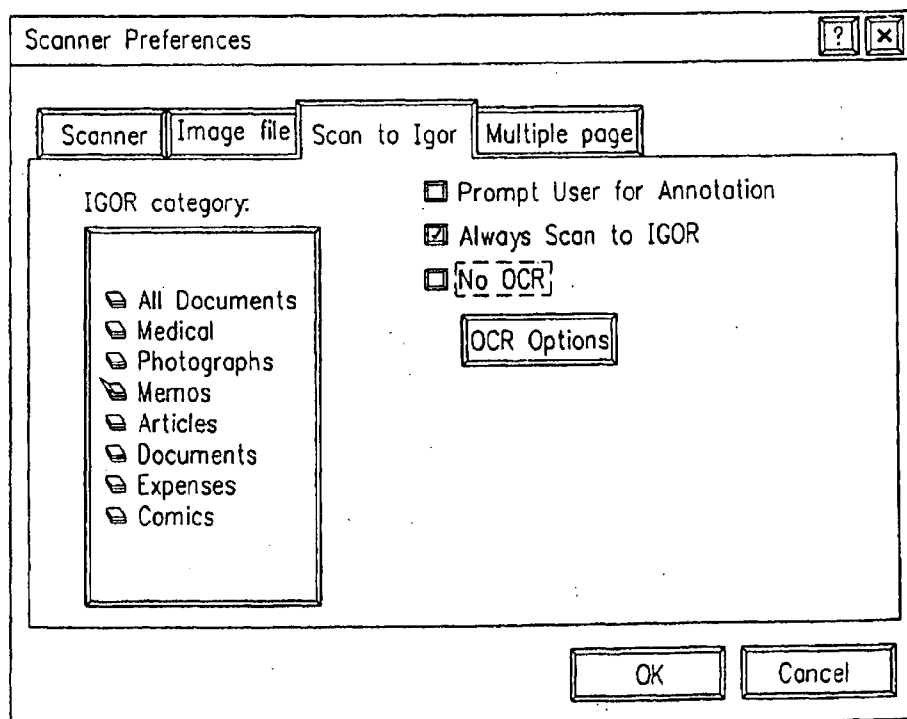 Scanner Preferences ? ×
Scanner Image file Scan to Igor Multiple page
IGOR category:
All Documents
Medical
Photographs
Memos
Articles
Documents
Expenses
Comics
Prompt User for Annotation
Always Scan to IGOR
No OCR
OCR Options
OK Cancel